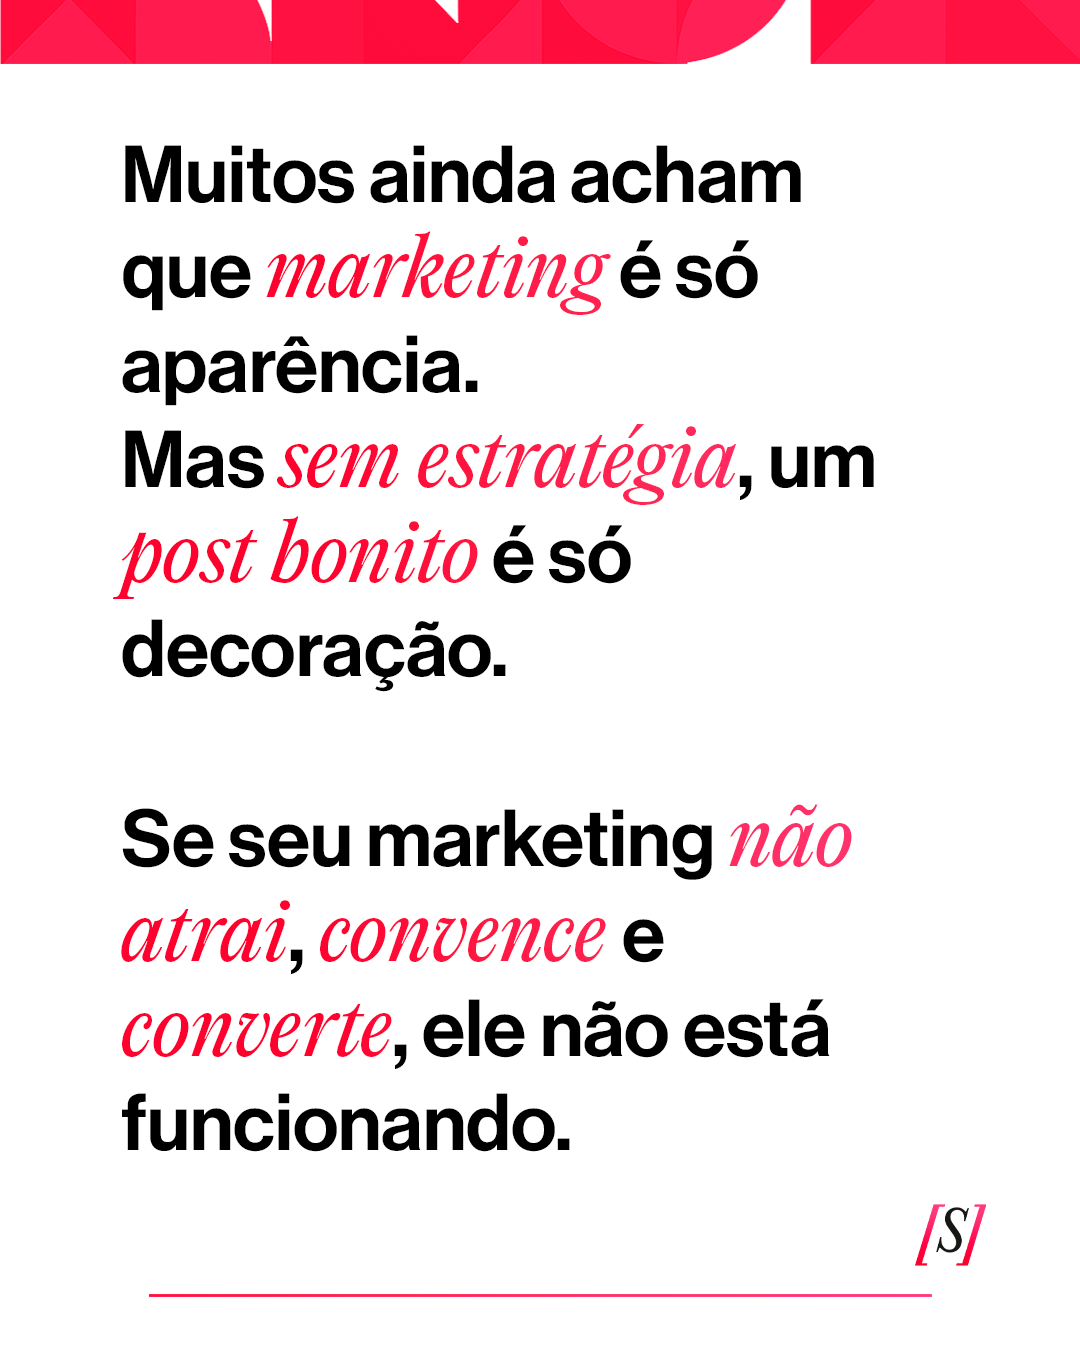 Muitos ainda acham
que marketing é só
aparência.
Mas sem estratégia, um
post bonito é só
decoração.
Se seu marketing não
atrai, convence e
converte, ele não está
funcionando.
[S]